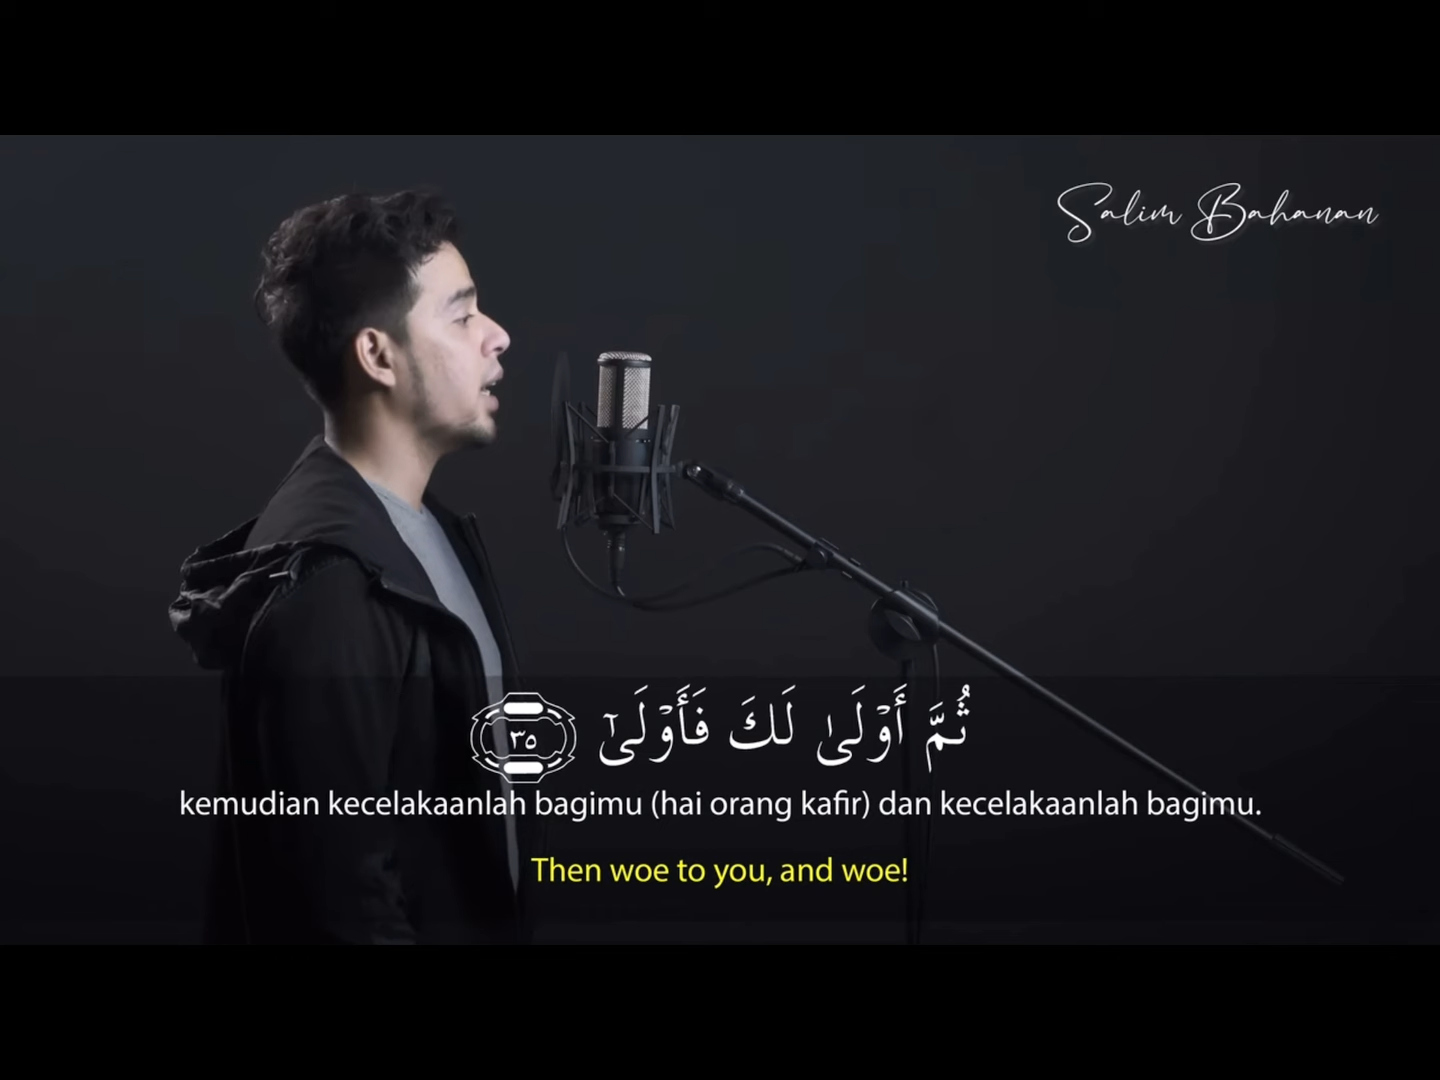 Salim Bahanan
ثُمَّ أَوۡلَىٰ لَكَ فَأَوۡلَىٰٓ ٣٥
kemudian kecelakaanlah bagimu (hai orang kafir) dan kecelakaanlah bagimu.
Then woe to you, and woe!